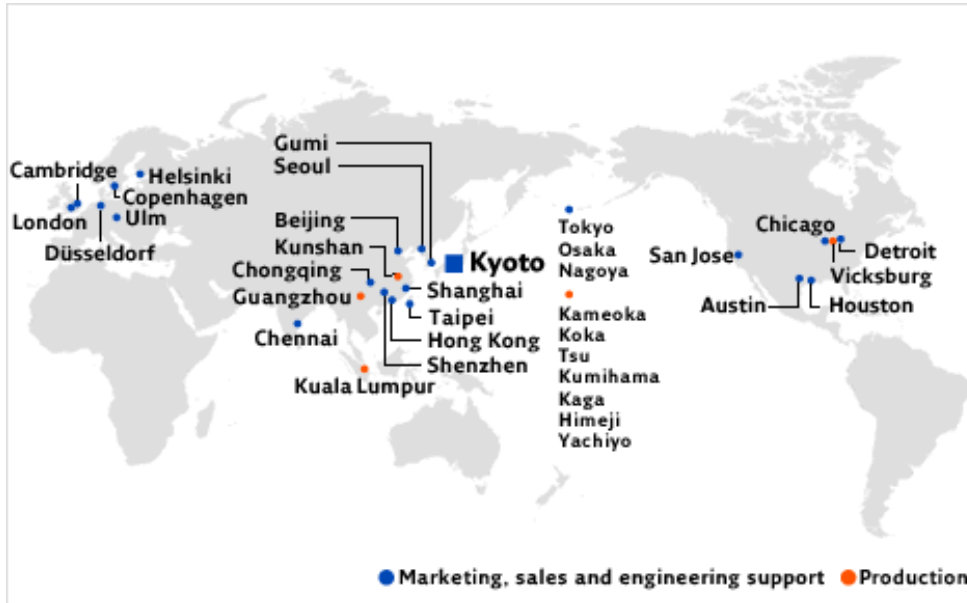 Gumi
Seoul
Cambridge
Helsinki
Copenhagen
London
Ulm
Düsseldorf
Beijing
Kunshan
Chongqing
Guangzhou
Chennai
Kuala Lumpur
Kyoto
Shanghai
Taipei
Hong Kong
Shenzhen
Tokyo
Osaka
Nagoya
Kameoka
Koka
Tsu
Kumihama
Kaga
Himeji
Yachiyo
San Jose
Chicago
Detroit
Vicksburg
Austin
Houston
Marketing, sales and engineering support
Production